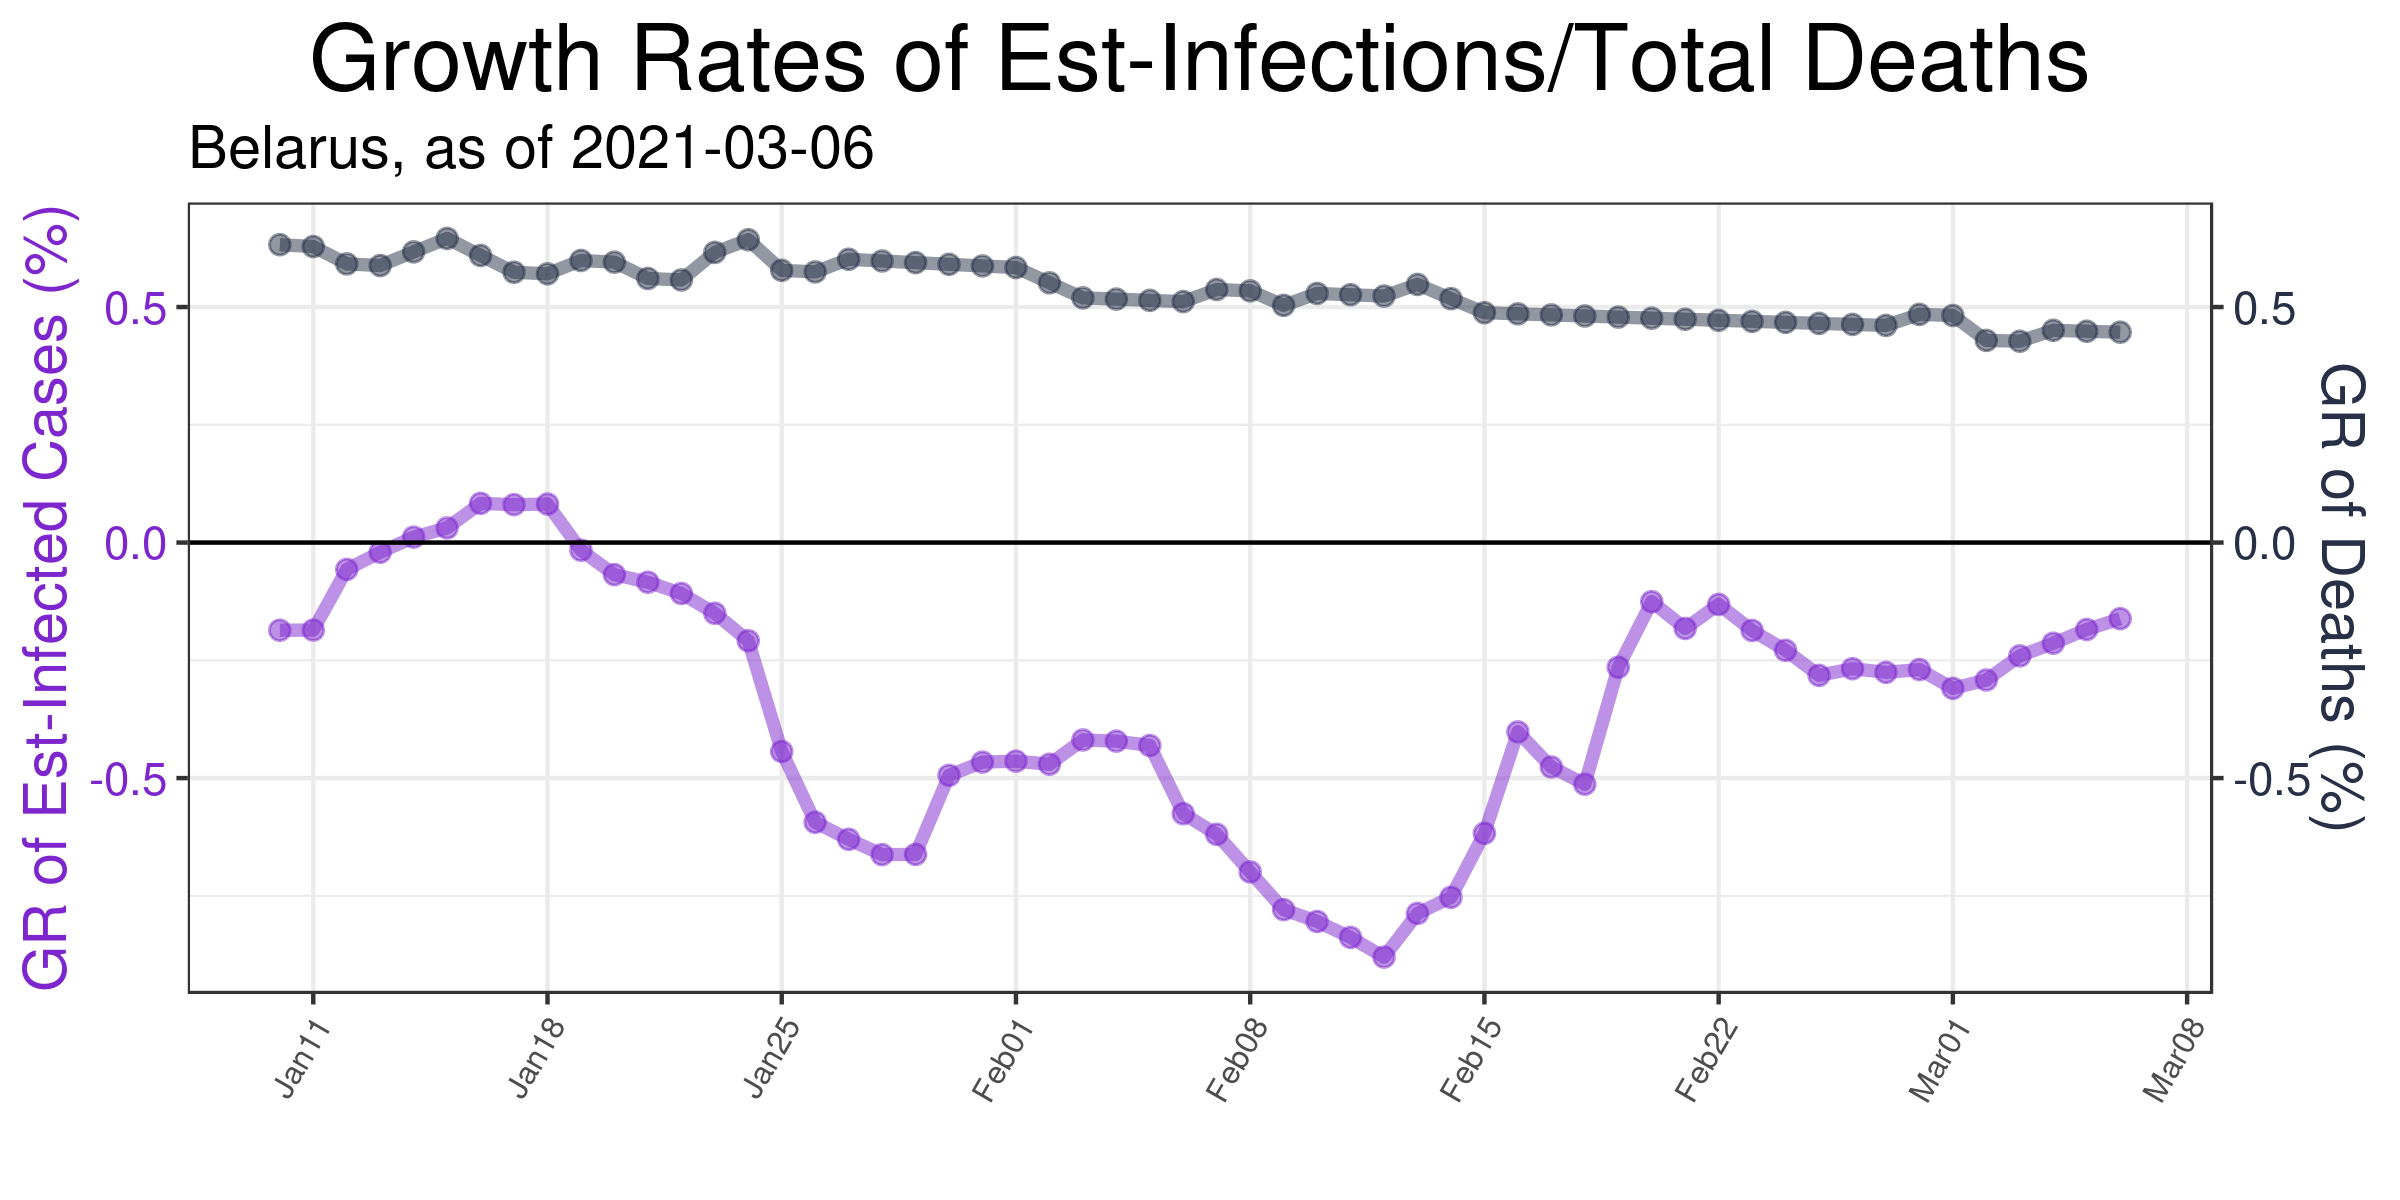 Growth Rates of Est-Infections/Total Deaths
Belarus, as of 2021-03-06
GR of Est-Infected Cases (%)
0.5
0.0
-0.5
0.5
0.0
-0.5
GR of Deaths (%)
Jan11
Jan18
Jan25
Feb01
Feb08
Feb15
Feb22
Mar01
Mar08